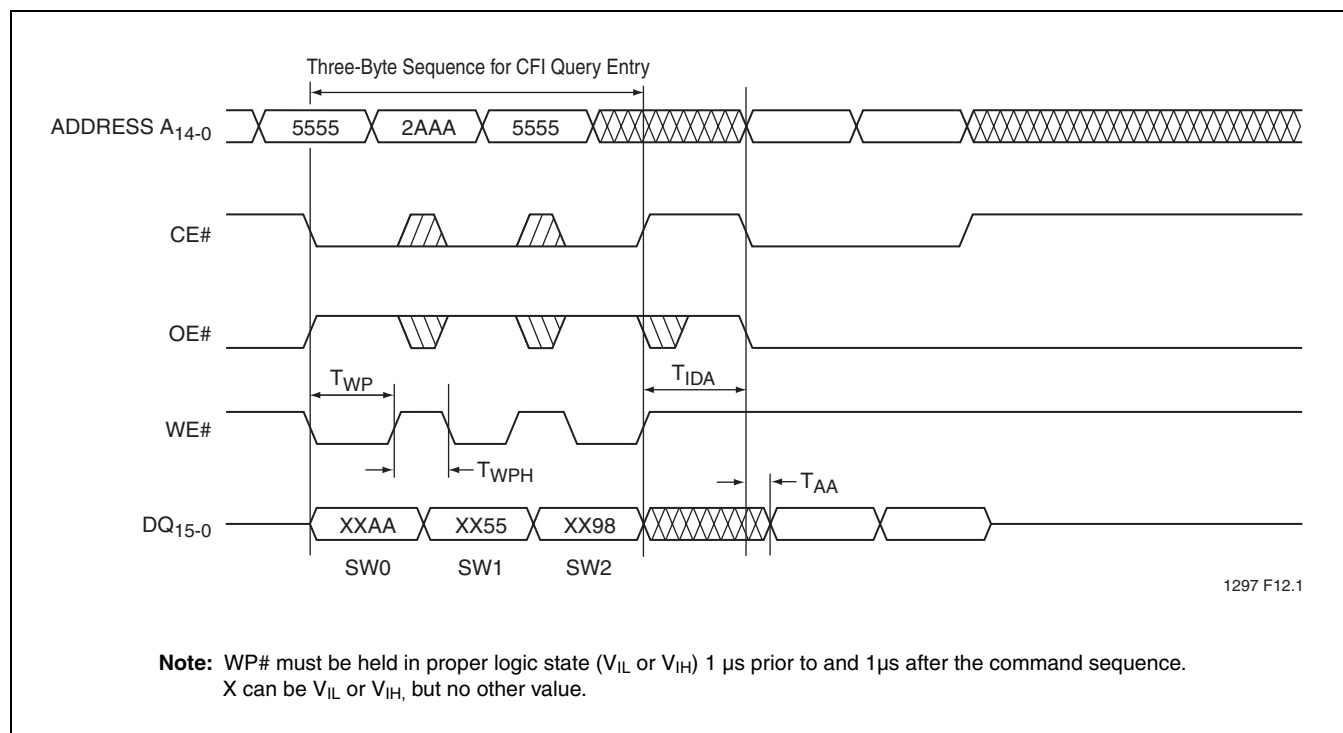 Three-Byte Sequence for CFI Query Entry
ADDRESS A14-0
5555 2AAA 5555
CE#
OE#
TWP TIDA
WE#
TWPH
TAA
DQ15-0
XXAA XX55 XX98
SW0 SW1 SW2
1297 F12.1
Note: WP# must be held in proper logic state (VIL or VIH) 1 µs prior to and 1µs after the command sequence.
X can be VIL or VIH, but no other value.